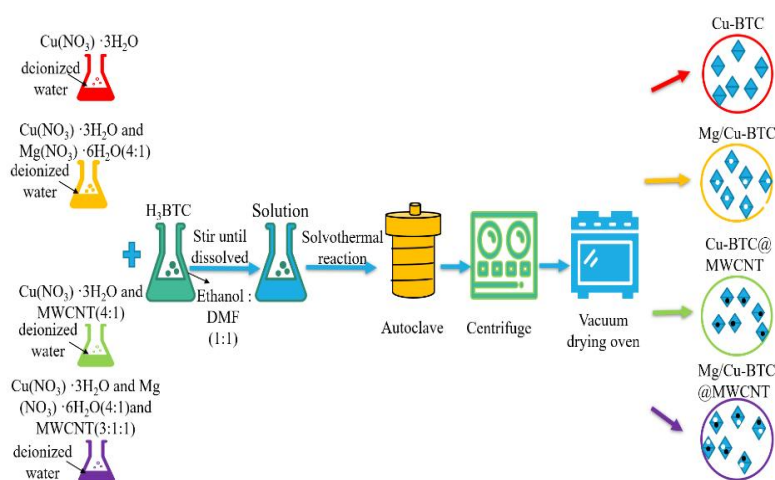 Cu(NO₃) ·3H₂O
deionized
water
Cu(NO₃) ·3H₂O and
Mg(NO₃) ·6H₂O(4:1)
deionized
water
Cu(NO₃) ·3H₂O and
MWCNT(4:1)
deionized
water
Cu(NO₃) ·3H₂O and Mg
(NO₃) ·6H₂O(4:1)and
MWCNT(3:1:1)
deionized
water
H₃BTC
Stir until
dissolved
Ethanol :
DMF
(1:1)
Solution
Solvothermal
reaction
Autoclave
Centrifuge
Vacuum
drying oven
Cu-BTC
Mg/Cu-BTC
Cu-BTC@
MWCNT
Mg/Cu-BTC
@MWCNT